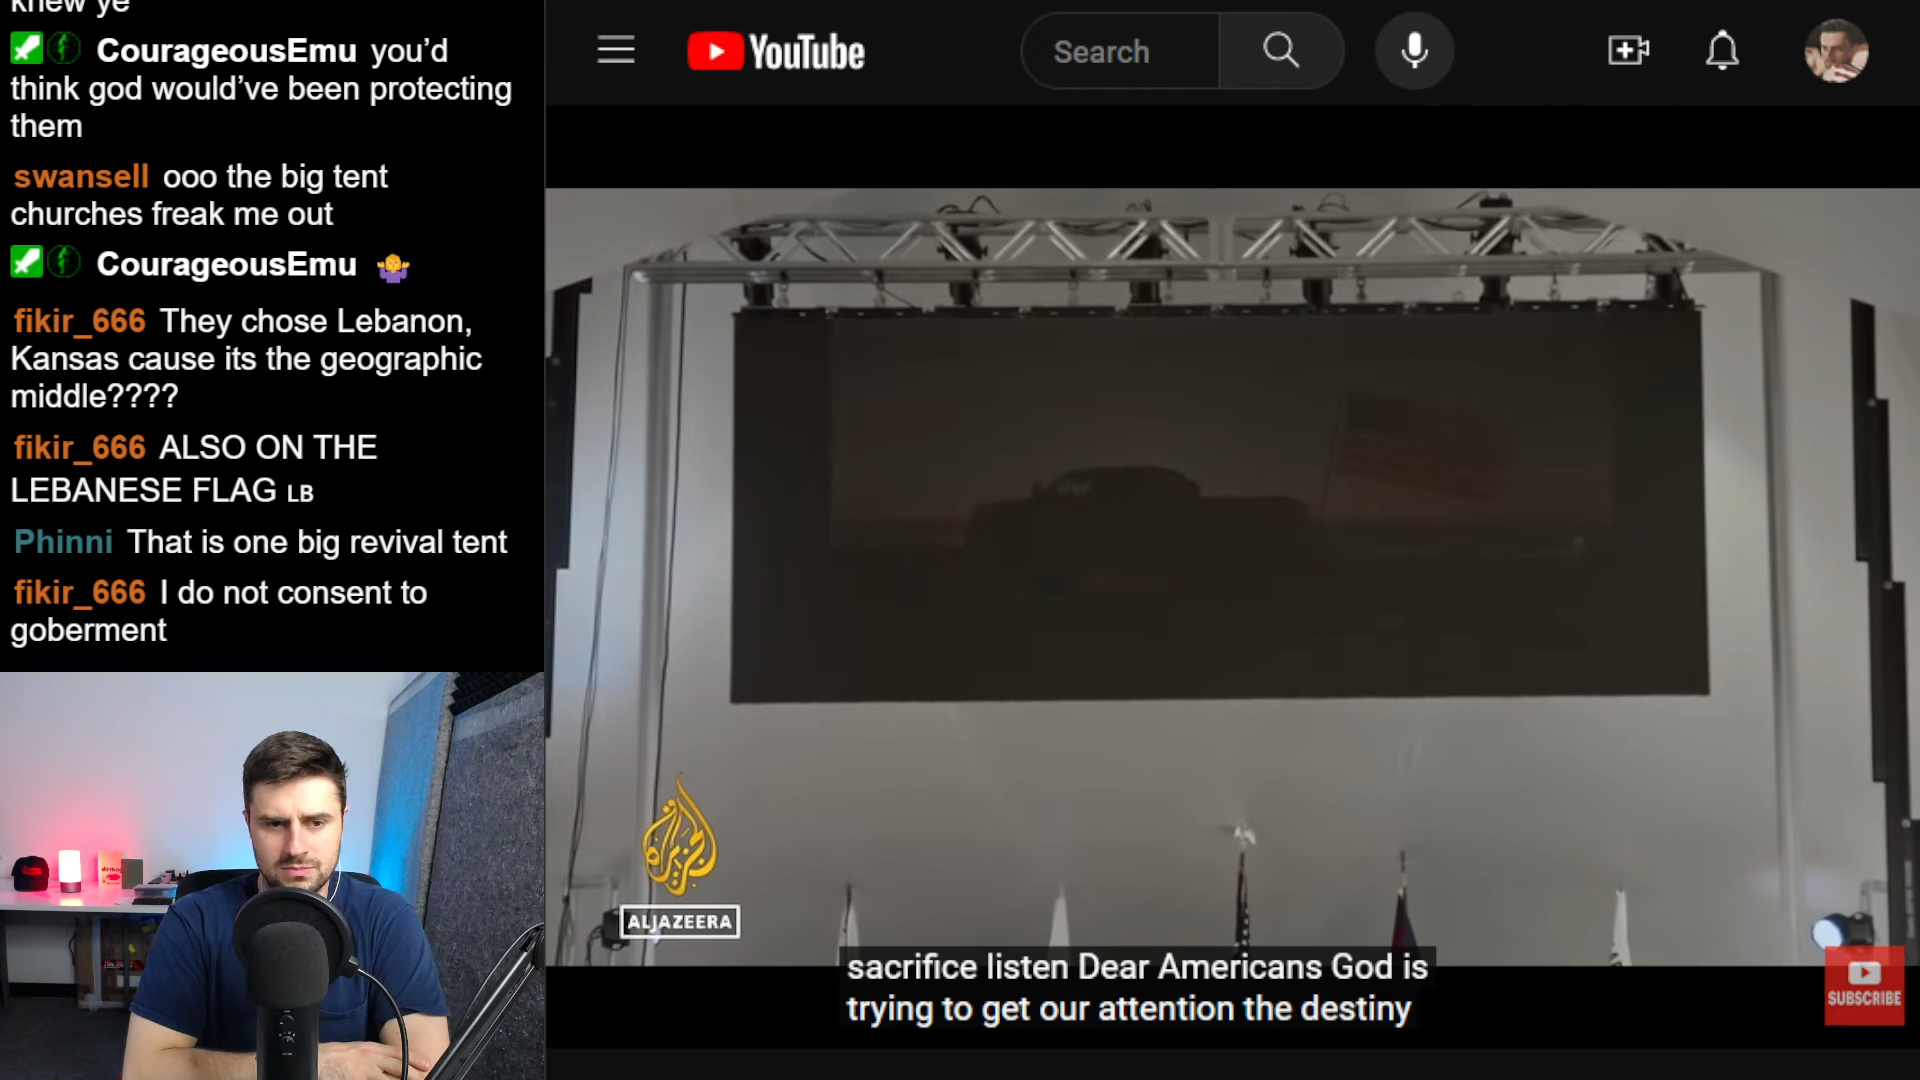 knew ye
CourageousEmu you’d
think god would’ve been protecting
them
swansell ooo the big tent
churches freak me out
CourageousEmu 🤷
fikir_666 They chose Lebanon,
Kansas cause its the geographic
middle????
fikir_666 ALSO ON THE
LEBANESE FLAG LB
Phinni That is one big revival tent
fikir_666 I do not consent to
goberment
YouTube
Search
الجزيرة
ALJAZEERA
sacrifice listen Dear Americans God is
trying to get our attention the destiny
SUBSCRIBE